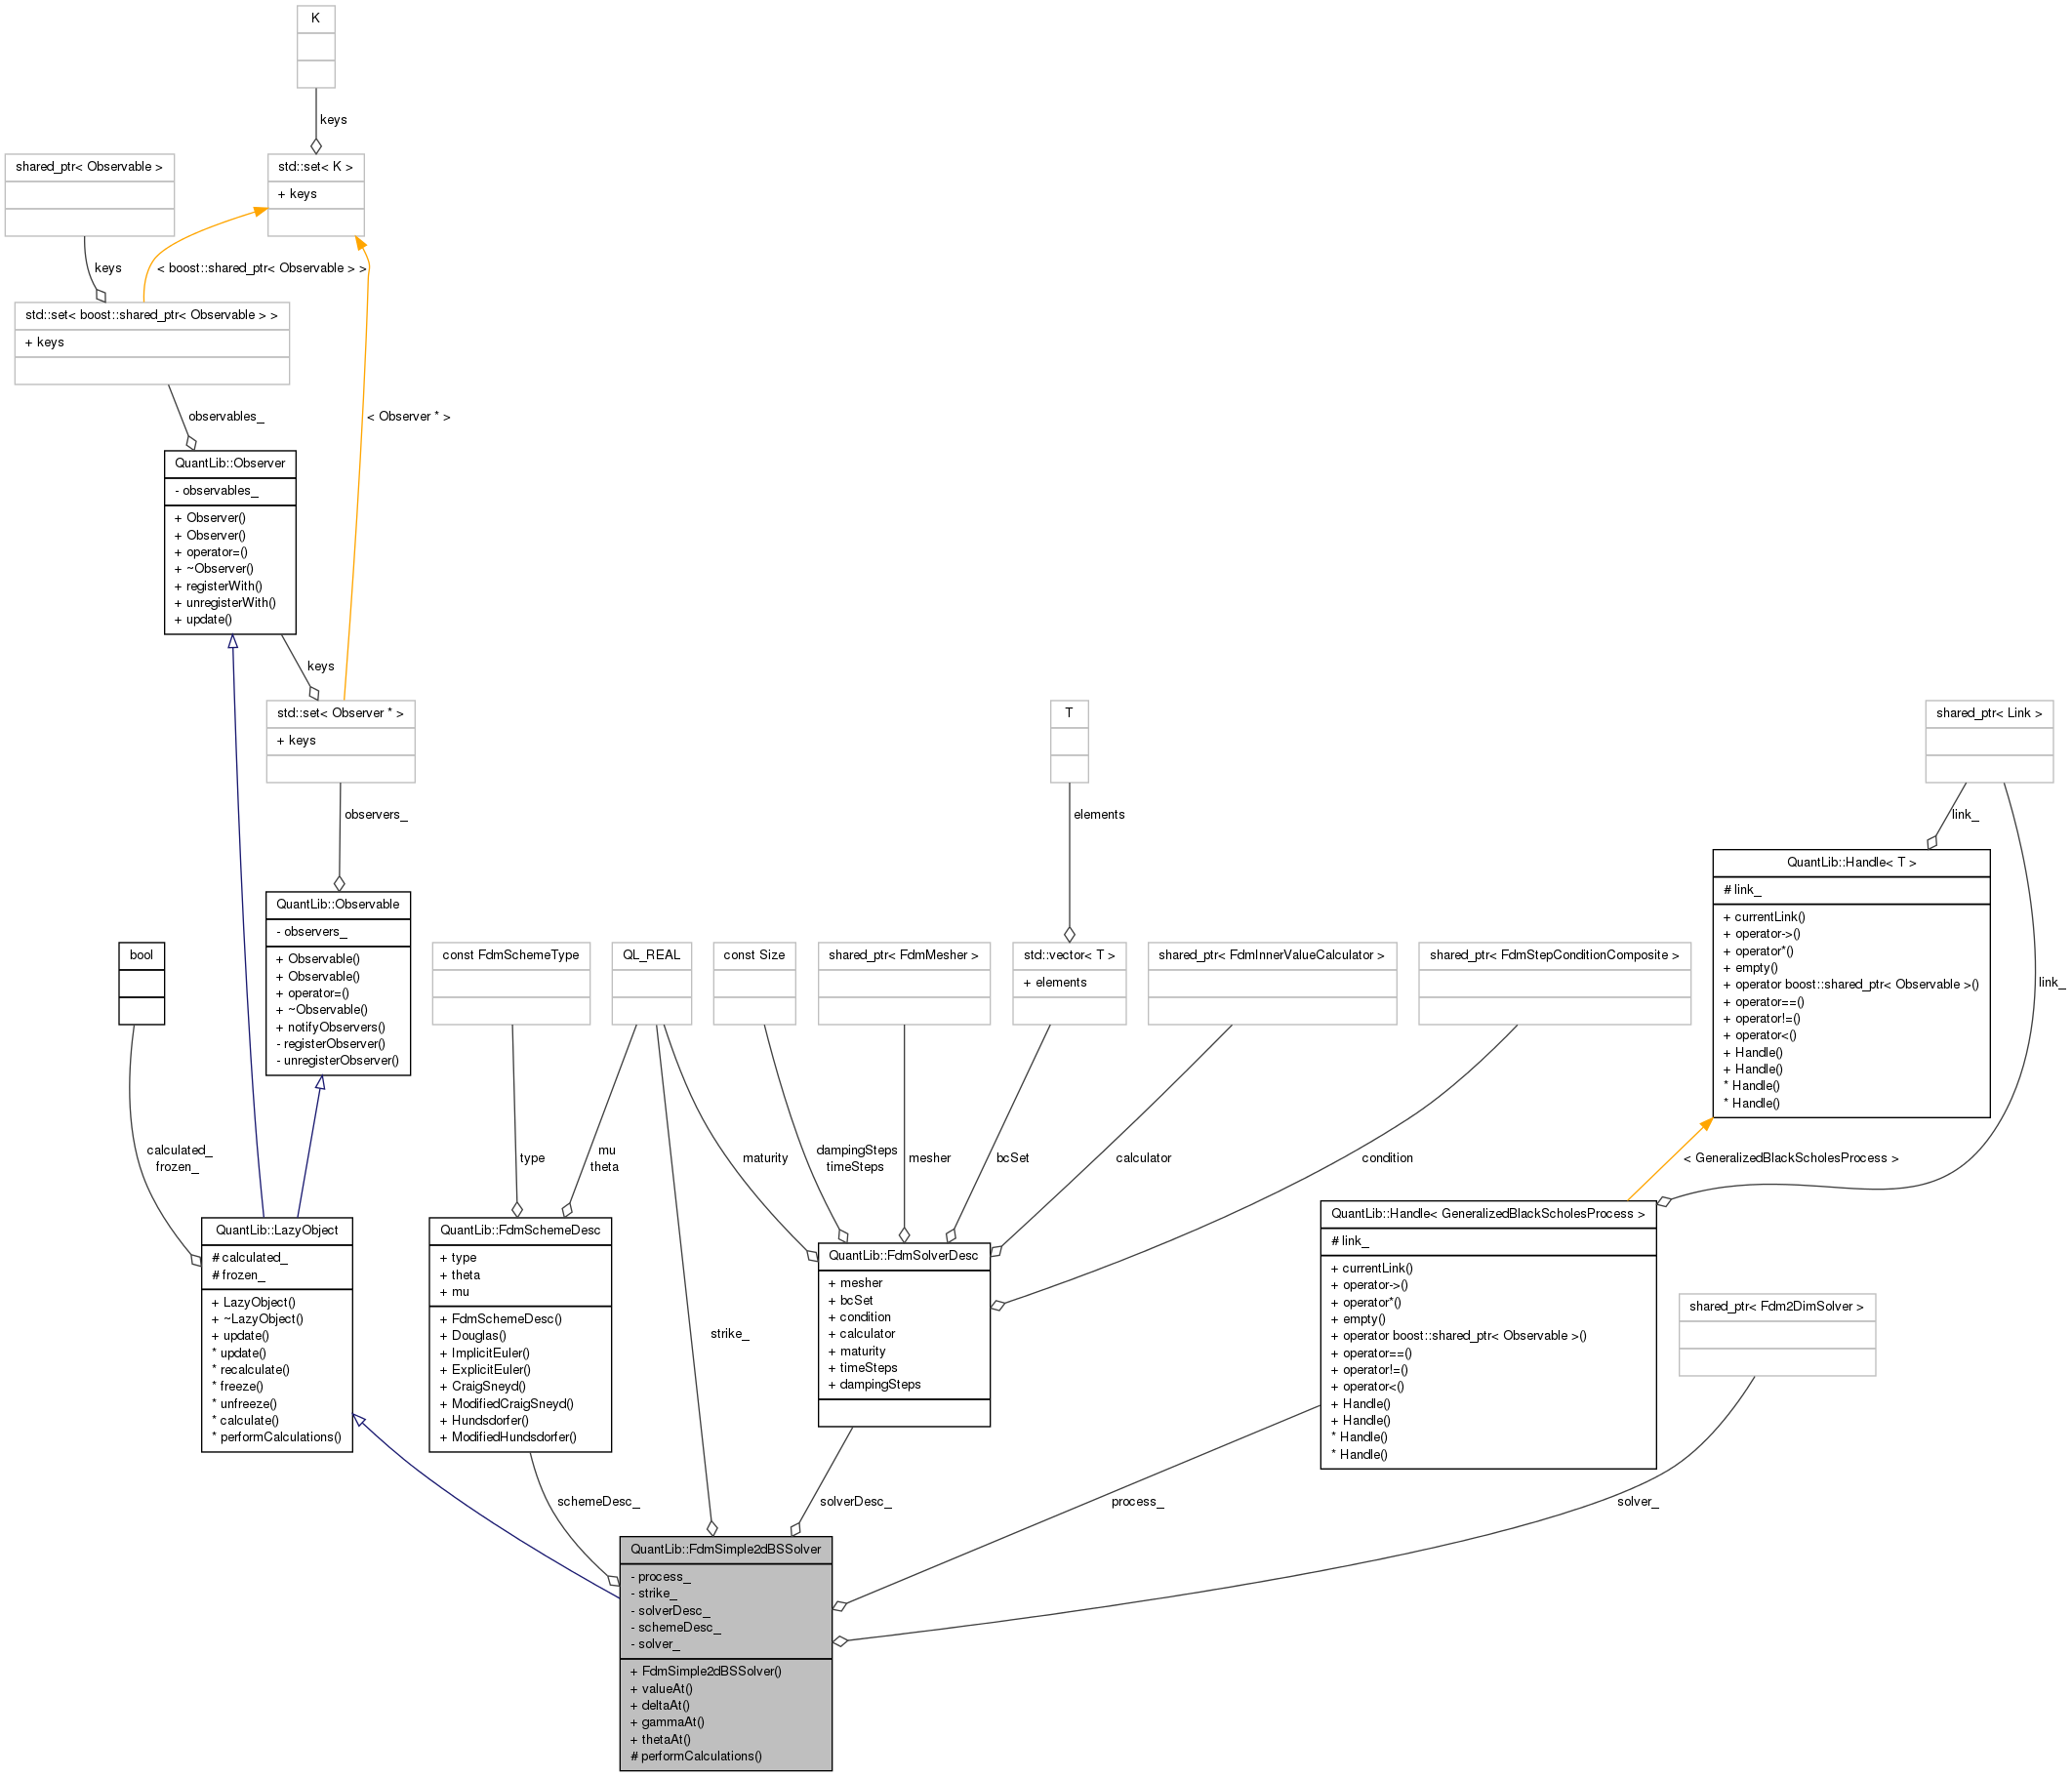 K
keys
shared_ptr< Observable >
std::set< K >
+ keys
keys
< boost::shared_ptr< Observable > >
std::set< boost::shared_ptr< Observable > >
+ keys
observables_
< Observer * >
QuantLib::Observer
- observables_
+ Observer()
+ Observer()
+ operator=()
+ ~Observer()
+ registerWith()
+ unregisterWith()
+ update()
keys
std::set< Observer * >
+ keys
observers_
T
elements
shared_ptr< Link >
link_
link_
QuantLib::Handle< T >
# link_
+ currentLink()
+ operator->()
+ operator*()
+ empty()
+ operator boost::shared_ptr< Observable >()
+ operator==()
+ operator!=()
+ operator<()
+ Handle()
+ Handle()
* Handle()
* Handle()
QuantLib::Observable
- observers_
+ Observable()
+ Observable()
+ operator=()
+ ~Observable()
+ notifyObservers()
- registerObserver()
- unregisterObserver()
bool
const FdmSchemeType
QL_REAL
const Size
shared_ptr< FdmMesher >
std::vector< T >
+ elements
shared_ptr< FdmInnerValueCalculator >
shared_ptr< FdmStepConditionComposite >
calculated_
frozen_
type
mu
theta
maturity
dampingSteps
timeSteps
mesher
bcSet
calculator
condition
< GeneralizedBlackScholesProcess >
QuantLib::LazyObject
# calculated_
# frozen_
+ LazyObject()
+ ~LazyObject()
+ update()
* update()
* recalculate()
* freeze()
* unfreeze()
* calculate()
* performCalculations()
QuantLib::FdmSchemeDesc
+ type
+ theta
+ mu
+ FdmSchemeDesc()
+ Douglas()
+ ImplicitEuler()
+ ExplicitEuler()
+ CraigSneyd()
+ ModifiedCraigSneyd()
+ Hundsdorfer()
+ ModifiedHundsdorfer()
strike_
QuantLib::FdmSolverDesc
+ mesher
+ bcSet
+ condition
+ calculator
+ maturity
+ timeSteps
+ dampingSteps
QuantLib::Handle< GeneralizedBlackScholesProcess >
# link_
+ currentLink()
+ operator->()
+ operator*()
+ empty()
+ operator boost::shared_ptr< Observable >()
+ operator==()
+ operator!=()
+ operator<()
+ Handle()
+ Handle()
* Handle()
* Handle()
shared_ptr< Fdm2DimSolver >
schemeDesc_
solverDesc_
process_
solver_
QuantLib::FdmSimple2dBSSolver
- process_
- strike_
- solverDesc_
- schemeDesc_
- solver_
+ FdmSimple2dBSSolver()
+ valueAt()
+ deltaAt()
+ gammaAt()
+ thetaAt()
# performCalculations()